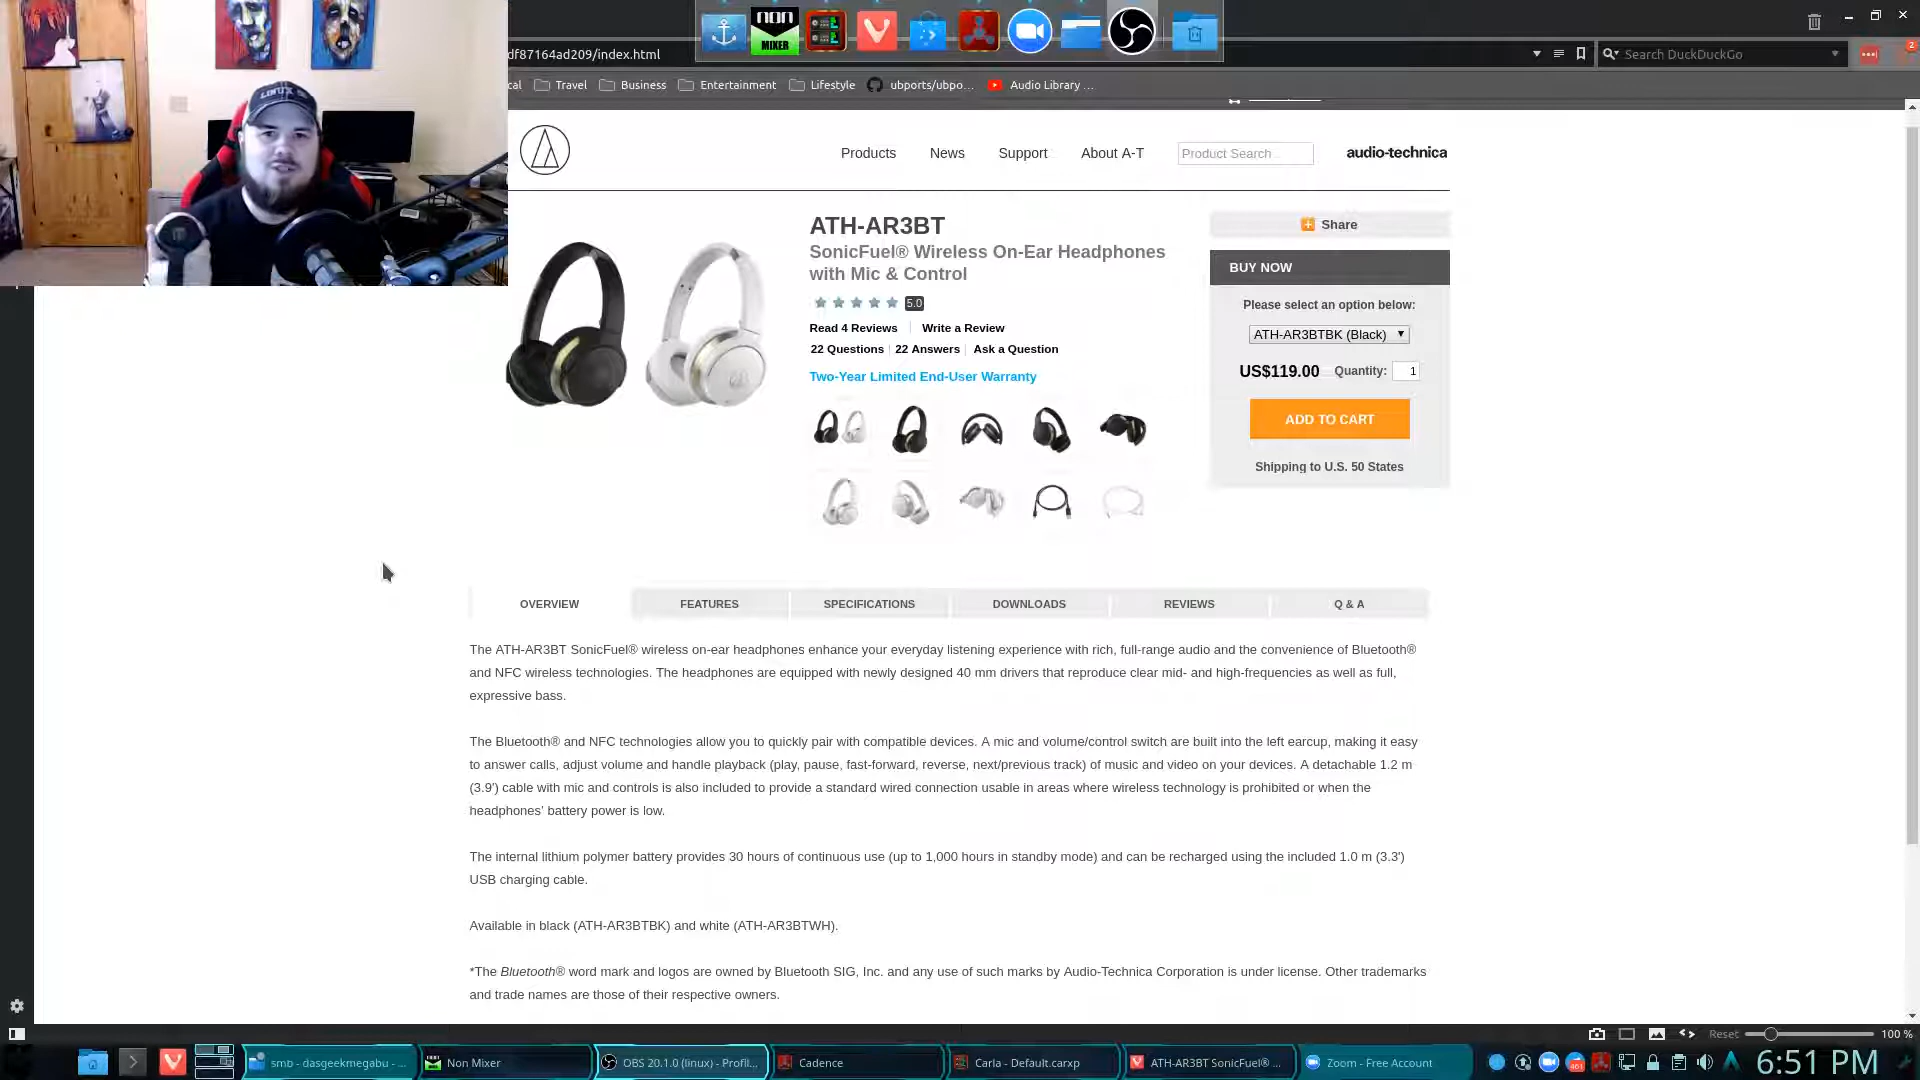 non
MIXER
df87164ad209/index.html
Search DuckDuckGo
2
cal
Travel
Business
Entertainment
Lifestyle
ubports/ubpo...
Audio Library ...
LINUX
Products
News
Support
About A-T
Product Search
audio-technica
ATH-AR3BT
SonicFuel® Wireless On-Ear Headphones
with Mic & Control
5.0
Read 4 Reviews
Write a Review
22 Questions
22 Answers
Ask a Question
Two-Year Limited End-User Warranty
Share
BUY NOW
Please select an option below:
ATH-AR3BTBK (Black)
US$119.00 Quantity: 1
ADD TO CART
Shipping to U.S. 50 States
OVERVIEW
FEATURES
SPECIFICATIONS
DOWNLOADS
REVIEWS
Q & A
The ATH-AR3BT SonicFuel® wireless on-ear headphones enhance your everyday listening experience with rich, full-range audio and the convenience of Bluetooth®
and NFC wireless technologies. The headphones are equipped with newly designed 40 mm drivers that reproduce clear mid- and high-frequencies as well as full,
expressive bass.
The Bluetooth® and NFC technologies allow you to quickly pair with compatible devices. A mic and volume/control switch are built into the left earcup, making it easy
to answer calls, adjust volume and handle playback (play, pause, fast-forward, reverse, next/previous track) of music and video on your devices. A detachable 1.2 m
(3.9') cable with mic and controls is also included to provide a standard wired connection usable in areas where wireless technology is prohibited or when the
headphones' battery power is low.
The internal lithium polymer battery provides 30 hours of continuous use (up to 1,000 hours in standby mode) and can be recharged using the included 1.0 m (3.3')
USB charging cable.
Available in black (ATH-AR3BTBK) and white (ATH-AR3BTWH).
*The Bluetooth® word mark and logos are owned by Bluetooth SIG, Inc. and any use of such marks by Audio-Technica Corporation is under license. Other trademarks
and trade names are those of their respective owners.
Reset
100 %
smb - dasgeekmegabu - ...
non
Non Mixer
OBS 20.1.0 (linux) - Profil...
Cadence
Carla - Default.carxp
ATH-AR3BT SonicFuel® ...
Zoom - Free Account
461
6:51 PM